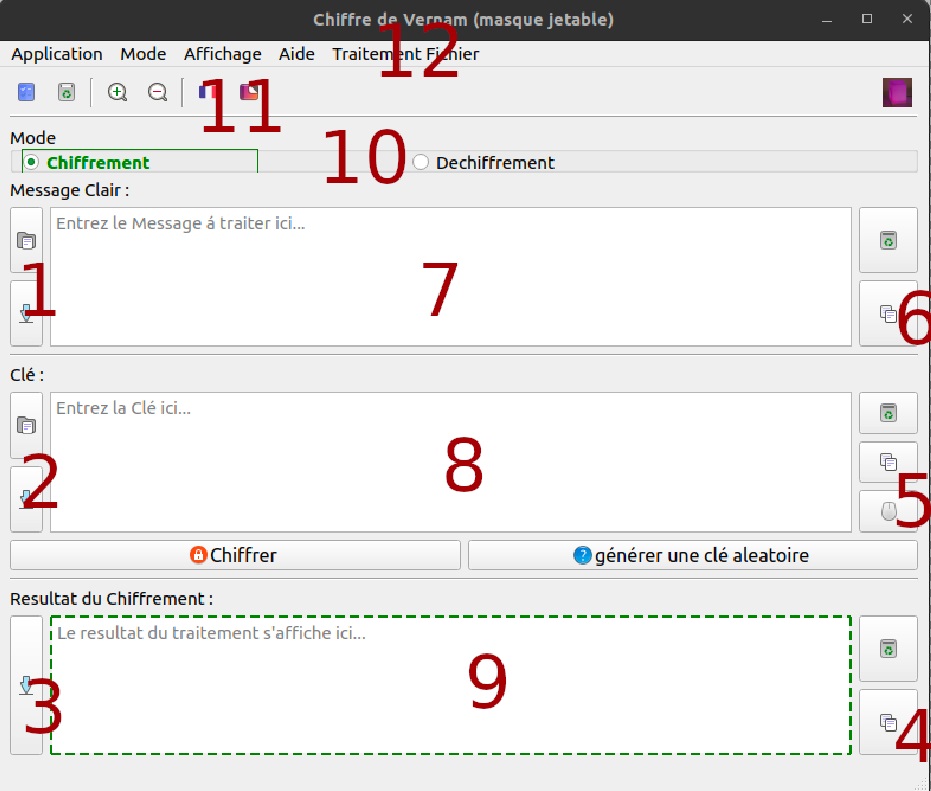 Chiffre de Vernam (masque jetable)
12
Application Mode Affichage Aide Traitement Fichier
11
Mode
10
Chiffrement Dechiffrement
Message Clair :
Entrez le Message á traiter ici...
1
7
6
Clé :
Entrez la Clé ici...
2
8
5
Chiffrer ? générer une clé aleatoire
Resultat du Chiffrement :
Le resultat du traitement s'affiche ici...
3
9
4